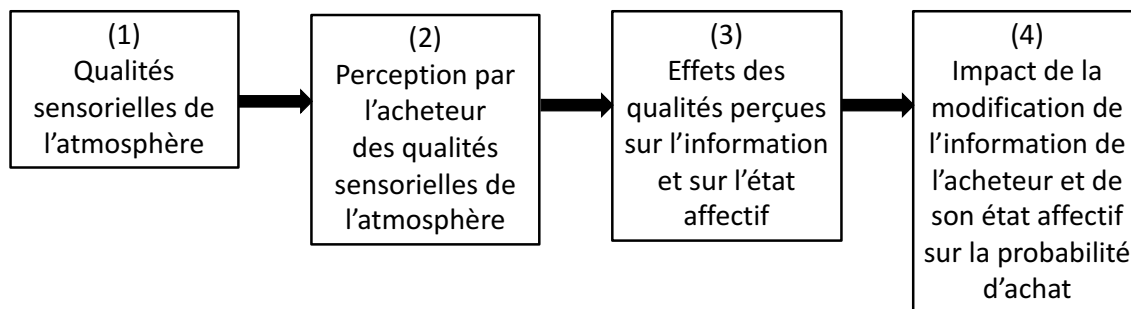 (1)
Qualités
sensorielles de
l’atmosphère
(2)
Perception par
l’acheteur
des qualités
sensorielles de
l’atmosphère
(3)
Effets des
qualités perçues
sur l’information
et sur l’état
affectif
(4)
Impact de la
modification de
l’information de
l’acheteur et de
son état affectif
sur la probabilité
d’achat